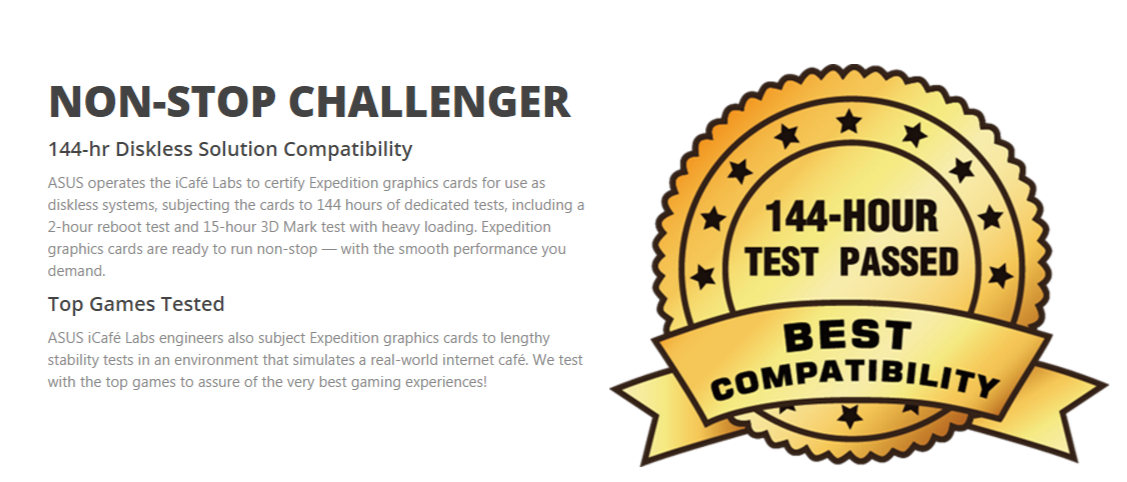 NON-STOP CHALLENGER
144-hr Diskless Solution Compatibility
ASUS operates the iCafé Labs to certify Expedition graphics cards for use as
diskless systems, subjecting the cards to 144 hours of dedicated tests, including a
2-hour reboot test and 15-hour 3D Mark test with heavy loading. Expedition
graphics cards are ready to run non-stop — with the smooth performance you
demand.
Top Games Tested
ASUS iCafé Labs engineers also subject Expedition graphics cards to lengthy
stability tests in an environment that simulates a real-world internet café. We test
with the top games to assure of the very best gaming experiences!
144-HOUR
TEST PASSED
BEST
COMPATIBILITY